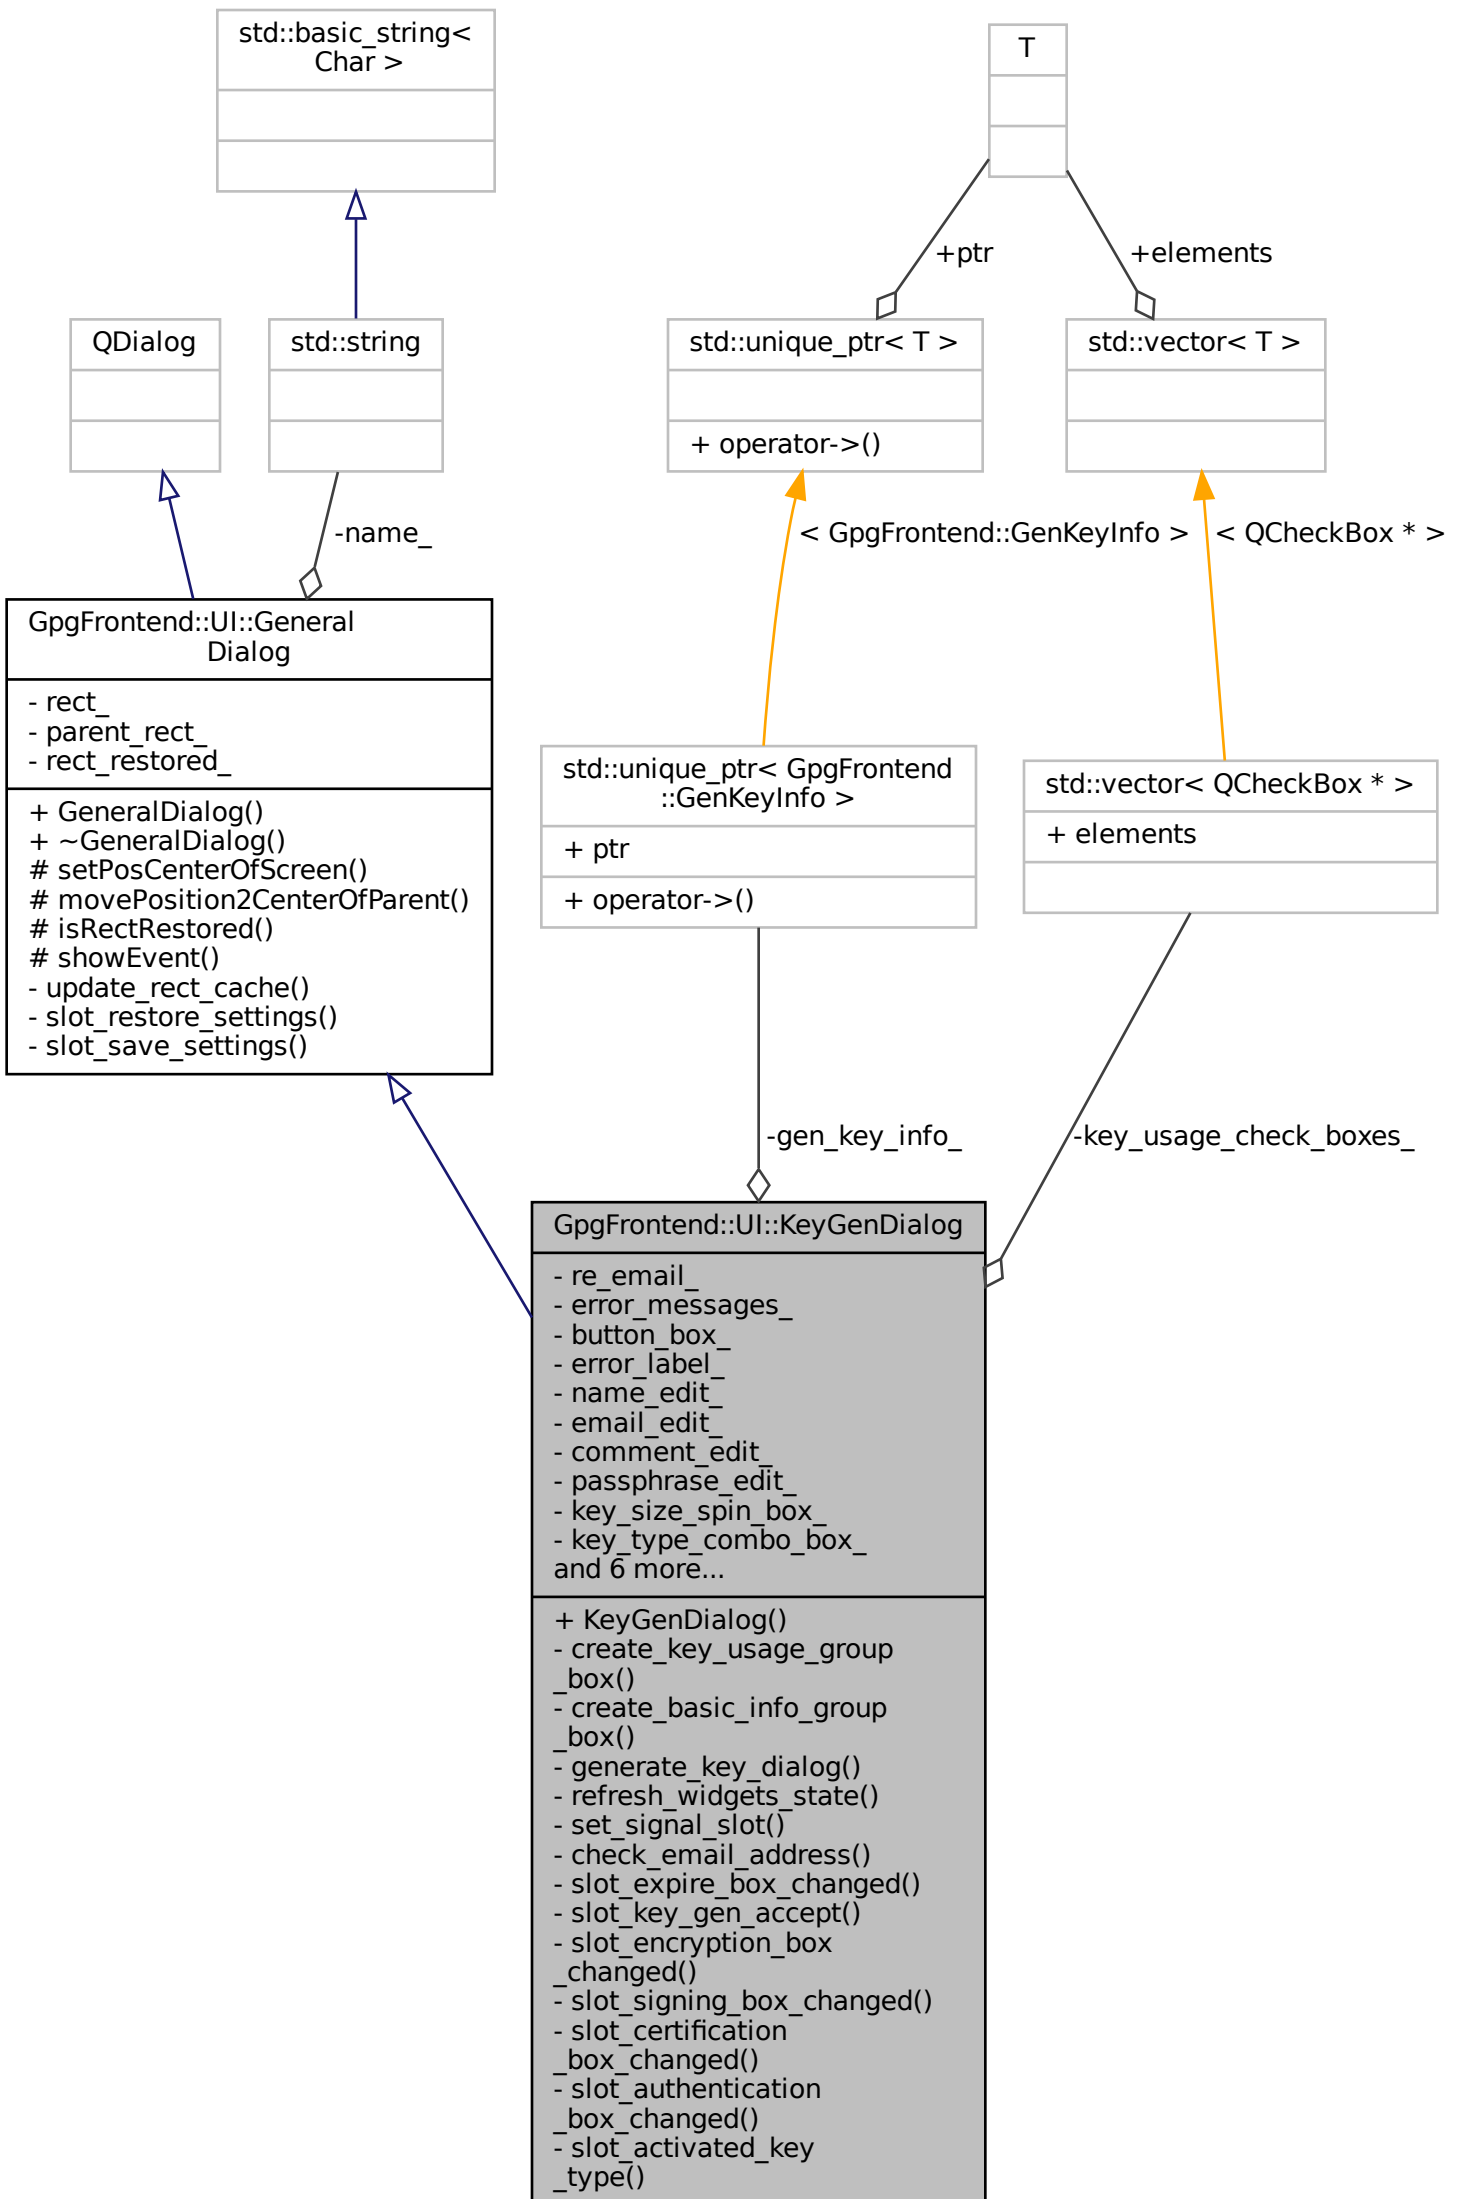 std::basic_string<
Char >
T
+ptr
+elements
QDialog
std::string
std::unique_ptr< T >
+ operator->()
std::vector< T >
-name_
< GpgFrontend::GenKeyInfo >
< QCheckBox * >
GpgFrontend::UI::General
Dialog
- rect_
- parent_rect_
- rect_restored_
+ GeneralDialog()
+ ~GeneralDialog()
# setPosCenterOfScreen()
# movePosition2CenterOfParent()
# isRectRestored()
# showEvent()
- update_rect_cache()
- slot_restore_settings()
- slot_save_settings()
std::unique_ptr< GpgFrontend
::GenKeyInfo >
+ ptr
+ operator->()
std::vector< QCheckBox * >
+ elements
-gen_key_info_
-key_usage_check_boxes_
GpgFrontend::UI::KeyGenDialog
- re_email_
- error_messages_
- button_box_
- error_label_
- name_edit_
- email_edit_
- comment_edit_
- passphrase_edit_
- key_size_spin_box_
- key_type_combo_box_
and 6 more...
+ KeyGenDialog()
- create_key_usage_group
_box()
- create_basic_info_group
_box()
- generate_key_dialog()
- refresh_widgets_state()
- set_signal_slot()
- check_email_address()
- slot_expire_box_changed()
- slot_key_gen_accept()
- slot_encryption_box
_changed()
- slot_signing_box_changed()
- slot_certification
_box_changed()
- slot_authentication
_box_changed()
- slot_activated_key
_type()